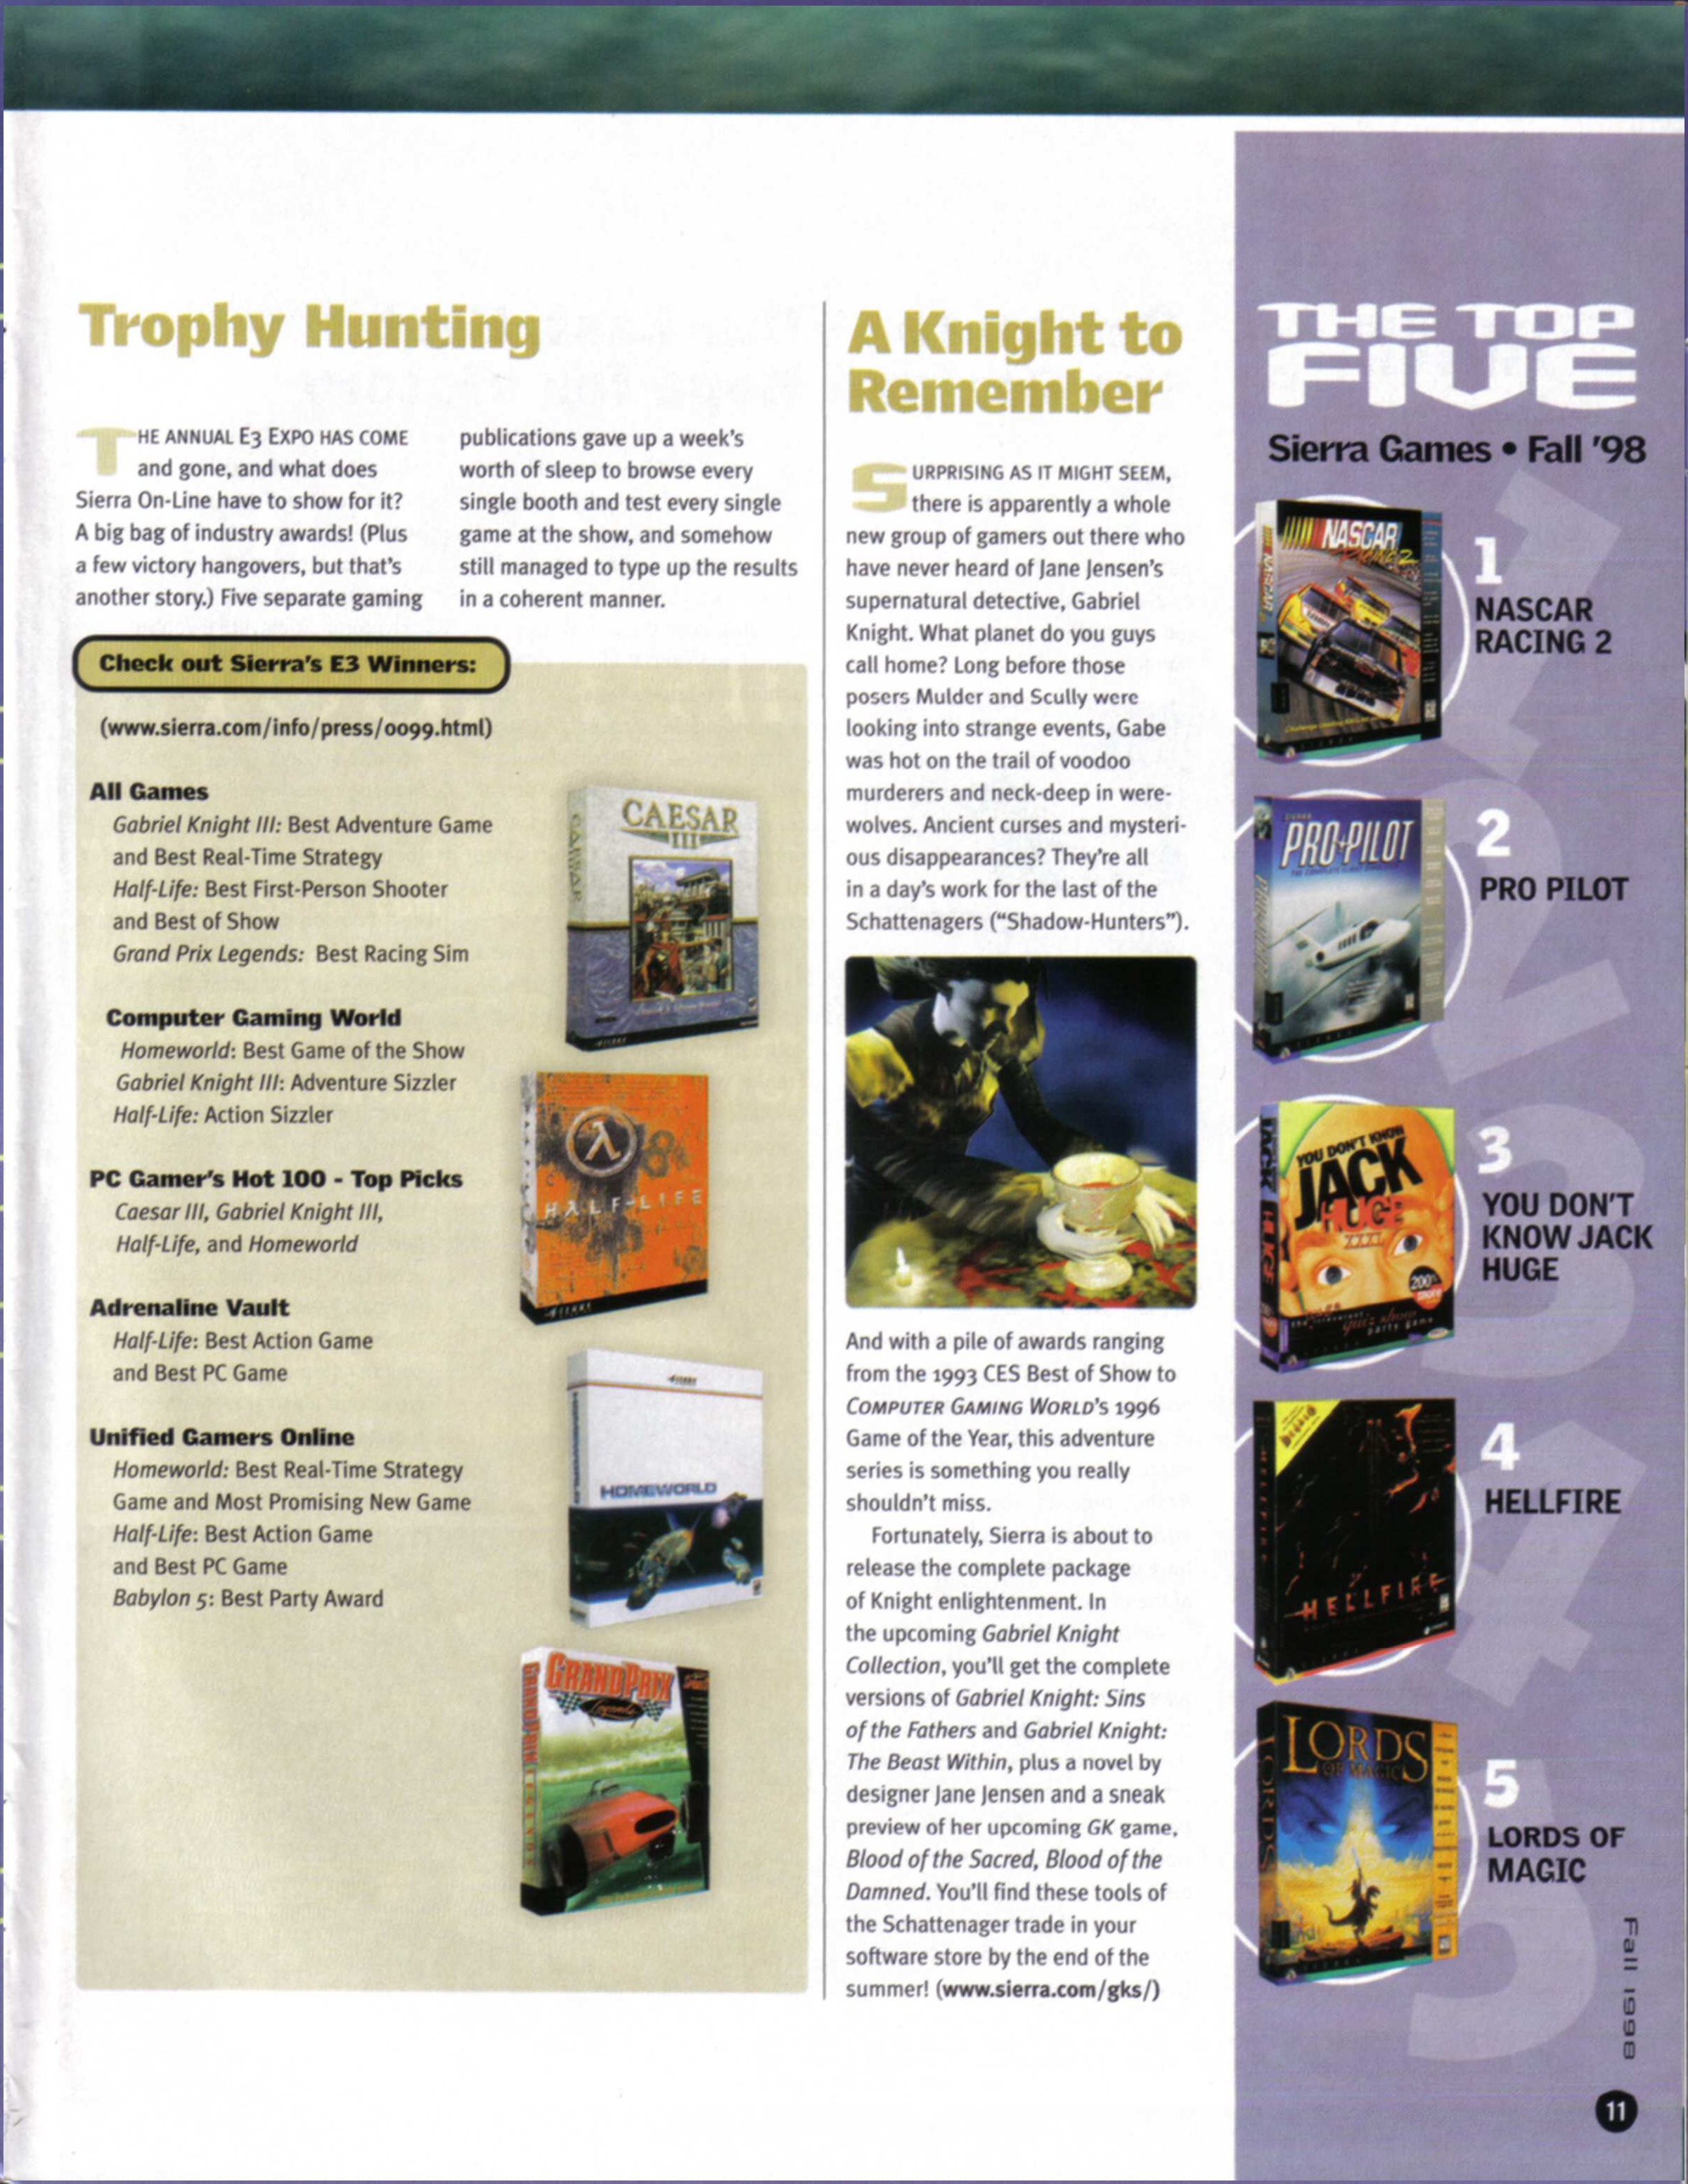 Trophy Hunting
THE ANNUAL E3 EXPO HAS COME
and gone, and what does
Sierra On-Line have to show for it?
A big bag of industry awards! (Plus
a few victory hangovers, but that's
another story.) Five separate gaming
publications gave up a week's
worth of sleep to browse every
single booth and test every single
game at the show, and somehow
still managed to type up the results
in a coherent manner.
Check out Sierra's E3 Winners:
(www.sierra.com/info/press/0099.html)
All Games
Gabriel Knight III: Best Adventure Game
and Best Real-Time Strategy
Half-Life: Best First-Person Shooter
and Best of Show
Grand Prix Legends: Best Racing Sim
Computer Gaming World
Homeworld: Best Game of the Show
Gabriel Knight III: Adventure Sizzler
Half-Life: Action Sizzler
PC Gamer's Hot 100 - Top Picks
Caesar III, Gabriel Knight III,
Half-Life, and Homeworld
Adrenaline Vault
Half-Life: Best Action Game
and Best PC Game
Unified Gamers Online
Homeworld: Best Real-Time Strategy
Game and Most Promising New Game
Half-Life: Best Action Game
and Best PC Game
Babylon 5: Best Party Award
CAESAR
III
HALF-LIFE
HOMEWORLD
GRAND PRIX
Legends
A Knight to
Remember
SURPRISING AS IT MIGHT SEEM,
there is apparently a whole
new group of gamers out there who
have never heard of Jane Jensen's
supernatural detective, Gabriel
Knight. What planet do you guys
call home? Long before those
posers Mulder and Scully were
looking into strange events, Gabe
was hot on the trail of voodoo
murderers and neck-deep in were-
wolves. Ancient curses and mysteri-
ous disappearances? They're all
in a day's work for the last of the
Schattenagers ("Shadow-Hunters").
And with a pile of awards ranging
from the 1993 CES Best of Show to
COMPUTER GAMING WORLD'S 1996
Game of the Year, this adventure
series is something you really
shouldn't miss.
Fortunately, Sierra is about to
release the complete package
of Knight enlightenment. In
the upcoming Gabriel Knight
Collection, you'll get the complete
versions of Gabriel Knight: Sins
of the Fathers and Gabriel Knight:
The Beast Within, plus a novel by
designer Jane Jensen and a sneak
preview of her upcoming GK game,
Blood of the Sacred, Blood of the
Damned. You'll find these tools of
the Schattenager trade in your
software store by the end of the
summer! (www.sierra.com/gks/)
THE TOP
FIVE
Sierra Games • Fall '98
NASCAR
Racing 2
1
NASCAR
RACING 2
PRO PILOT
2
PRO PILOT
YOU DON'T KNOW
JACK
HUGE
XXXL
3
YOU DON'T
KNOW JACK
HUGE
HELLFIRE
4
HELLFIRE
LORDS
OF MAGIC
5
LORDS OF
MAGIC
Fall 1998
11